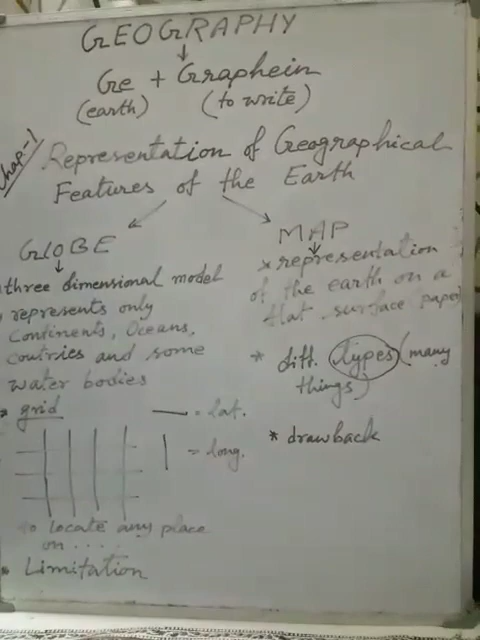 GEOGRAPHY
Ge + Graphein
(earth) (to write)
Chap-1
Representation of Geographical
Features of the Earth
GLOBE
three dimensional model
represents only
Continents, Oceans,
coutries and some
water bodies
* grid
— = lat.
| = long.
to locate any place
on ....
* Limitation
MAP
* representation
of the earth on a
flat surface paper
* diff. types (many
things)
* drawback